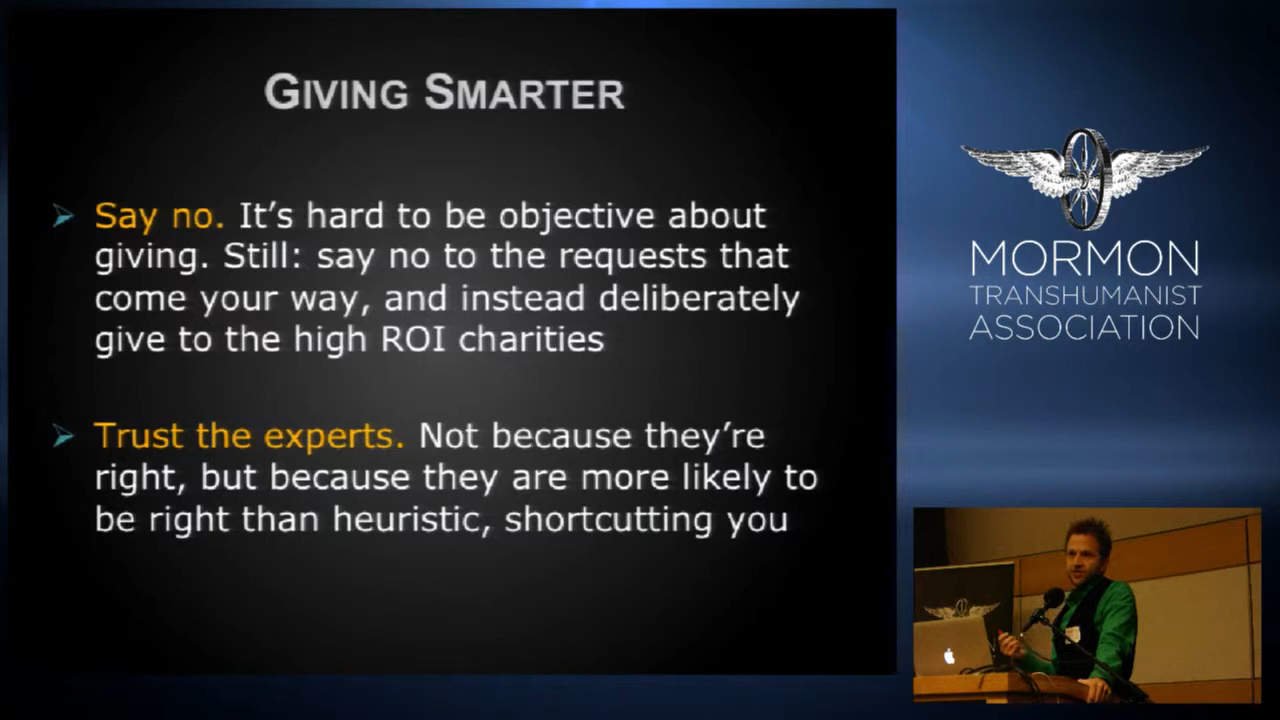 GIVING SMARTER
Say no. It's hard to be objective about
giving. Still: say no to the requests that
come your way, and instead deliberately
give to the high ROI charities
Trust the experts. Not because they're
right, but because they are more likely to
be right than heuristic, shortcutting you
MORMON
TRANSHUMANIST
ASSOCIATION